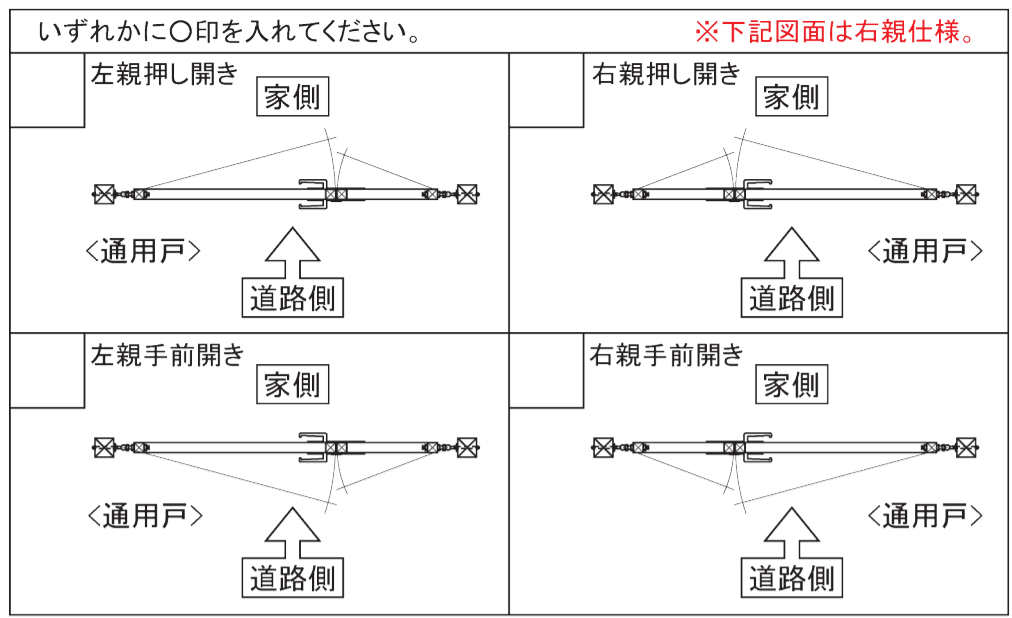 いずれかに〇印を入れてください。
※下記図面は右親仕様。
左親押し開き
家側
<通用戸>
道路側
右親押し開き
家側
<通用戸>
道路側
左親手前開き
家側
<通用戸>
道路側
右親手前開き
家側
<通用戸>
道路側